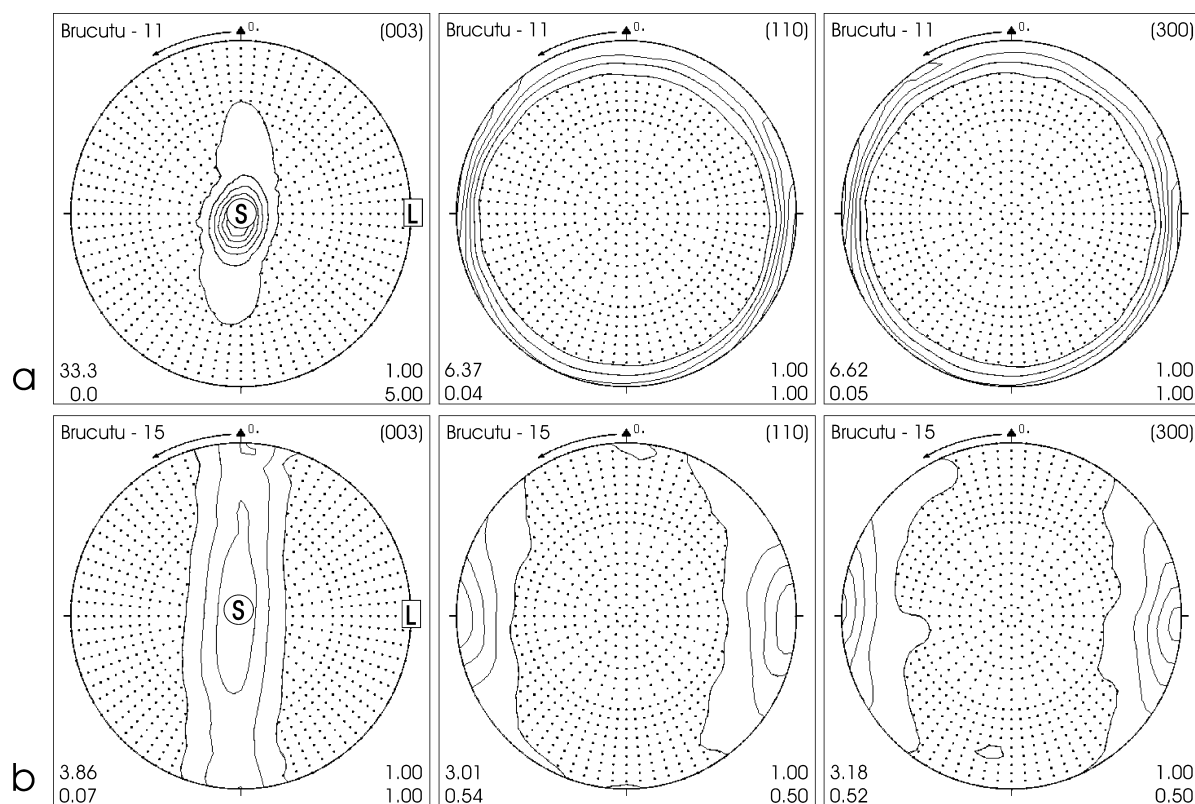 Brucutu - 11 0. (003)
S
L
33.3 1.00
0.0 5.00
Brucutu - 11 0. (110)
6.37 1.00
0.04 1.00
Brucutu - 11 0. (300)
6.62 1.00
0.05 1.00
a
Brucutu - 15 0. (003)
S
L
3.86 1.00
0.07 1.00
Brucutu - 15 0. (110)
3.01 1.00
0.54 0.50
Brucutu - 15 0. (300)
3.18 1.00
0.52 0.50
b